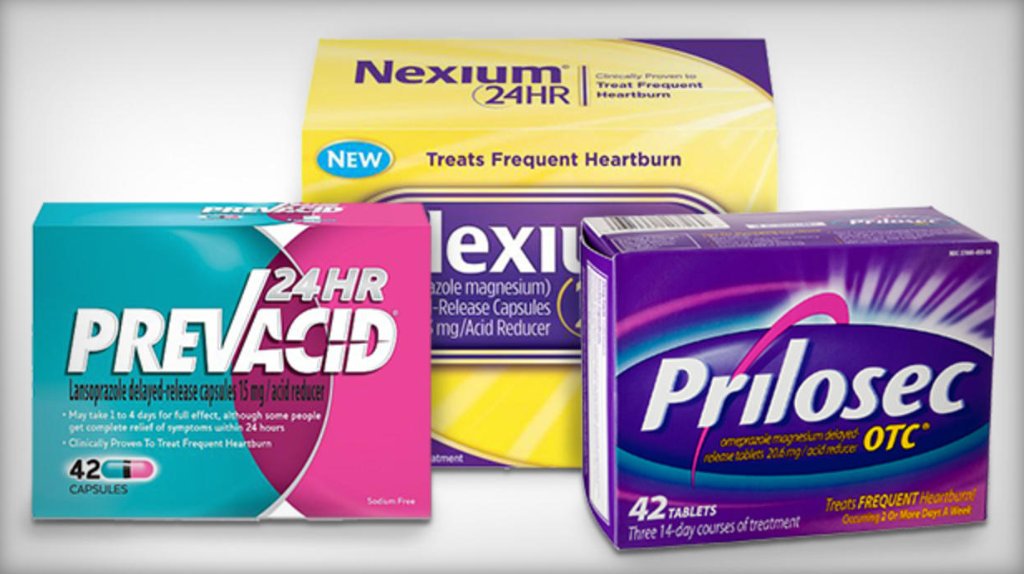 Nexium®
24HR
Clinically Proven to
Treat Frequent
Heartburn
NEW
Treats Frequent Heartburn
magnesium)
-Release Capsules
mg/Acid Reducer
PREVACID
24HR
PREVACID®
Lansoprazole delayed-release capsules 15 mg / acid reducer
• May take 1 to 4 days for full effect, although some people
get complete relief of symptoms within 24 hours
• Clinically Proven To Treat Frequent Heartburn
42
CAPSULES
Sodium Free
Prilosec
Prilosec
OTC®
omeprazole magnesium delayed-
release tablets 20.6 mg / acid reducer
42 TABLETS
Three 14-day courses of treatment
Treats FREQUENT Heartburn!
Occurring 2 Or More Days A Week